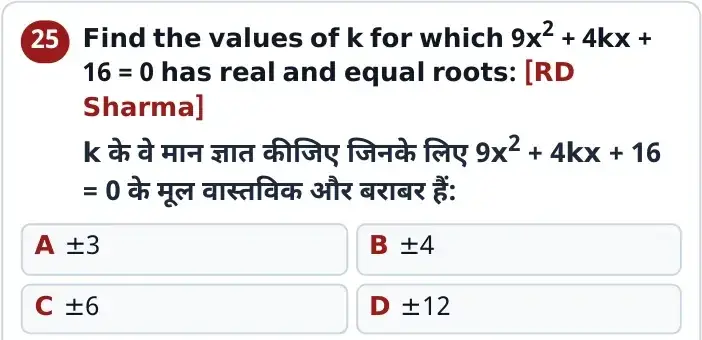 25 Find the values of k for which 9x² + 4kx +
16 = 0 has real and equal roots: [RD
Sharma]
k के वे मान ज्ञात कीजिए जिनके लिए 9x² + 4kx + 16
= 0 के मूल वास्तविक और बराबर हैं:
A ±3 B ±4
C ±6 D ±12